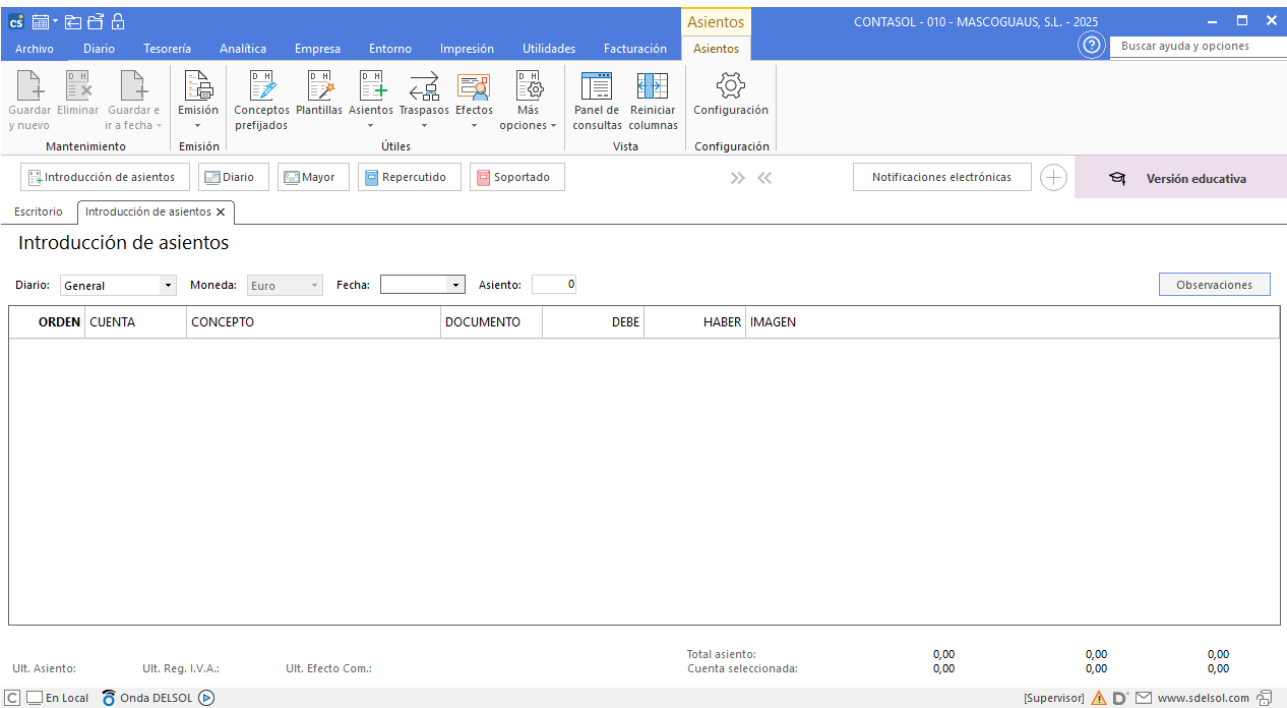 cs
Asientos
CONTASOL - 010 - MASCOGUAUS, S.L. - 2025
Archivo Diario Tesorería Analítica Empresa Entorno Impresión Utilidades Facturación Asientos
Buscar ayuda y opciones
Guardar y nuevo
Eliminar
Guardar e ir a fecha
Emisión
Conceptos prefijados
Plantillas
Asientos
Traspasos
Efectos
Más opciones
Panel de consultas
Reiniciar columnas
Configuración
Mantenimiento Emisión Útiles Vista Configuración
Introducción de asientos Diario Mayor Repercutido Soportado Notificaciones electrónicas Versión educativa
Escritorio Introducción de asientos
Introducción de asientos
Diario: General Moneda: Euro Fecha: Asiento: 0 Observaciones
ORDEN CUENTA CONCEPTO DOCUMENTO DEBE HABER IMAGEN
Total asiento: 0,00 0,00 0,00
Ult. Asiento: Ult. Reg. I.V.A.: Ult. Efecto Com.: Cuenta seleccionada: 0,00 0,00 0,00
C En Local Onda DELSOL [Supervisor] D www.sdelsol.com